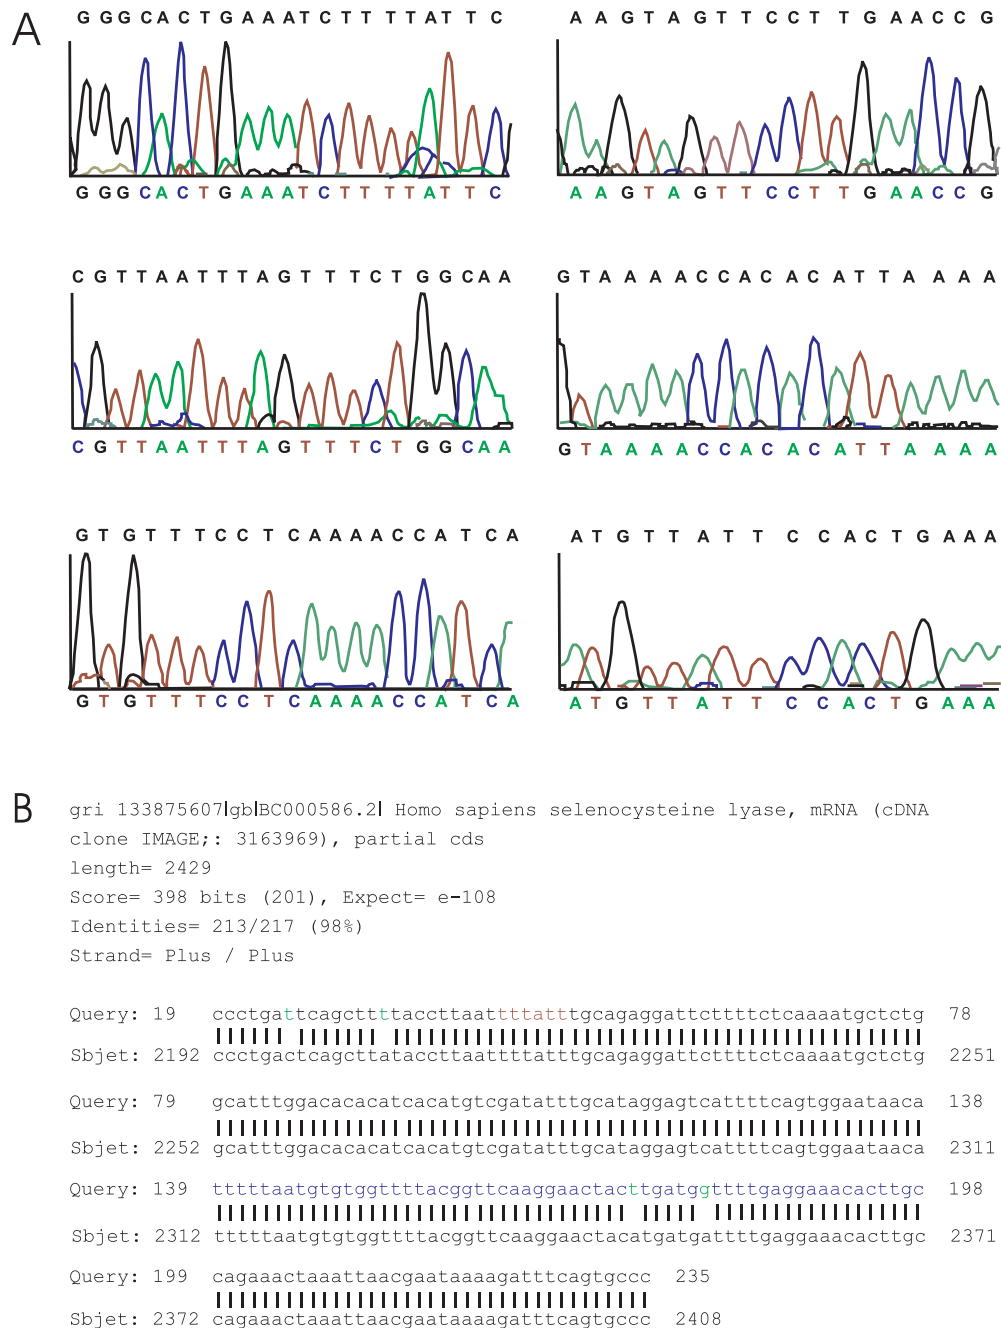 A
G G G C A C T G A A A T C T T T T A T T C
A A G T A G T T C C T T G A A C C G
G G G C A C T G A A A T C T T T T A T T C
A A G T A G T T C C T T G A A C C G
C G T T A A T T T A G T T T C T G G C A A
G T A A A A C C A C A C A T T A A A A
C G T T A A T T T A G T T T C T G G C A A
G T A A A A C C A C A C A T T A A A A
G T G T T T C C T C A A A A C C A T C A
A T G T T A T T C C A C T G A A A
G T G T T T C C T C A A A A C C A T C A
A T G T T A T T C C A C T G A A A
B
gri 133875607|gb|BC000586.2| Homo sapiens selenocysteine lyase, mRNA (cDNA
clone IMAGE;: 3163969), partial cds
length= 2429
Score= 398 bits (201), Expect= e-108
Identities= 213/217 (98%)
Strand= Plus / Plus
Query: 19 ccctgattcagcttttaccttaattttatttgcagaggattcttttctcaaaatgctctg 78
Sbjet: 2192 ccctgactcagcttataccttaattttatttgcagaggattcttttctcaaaatgctctg 2251
Query: 79 gcatttggacacacatcacatgtcgatatttgcataggagtcattttcagtggaataaca 138
Sbjet: 2252 gcatttggacacacatcacatgtcgatatttgcataggagtcattttcagtggaataaca 2311
Query: 139 tttttaatgtgtggttttacggttcaaggaactacttgatggttttgaggaaacacttgc 198
Sbjet: 2312 tttttaatgtgtggttttacggttcaaggaactacatgatgattttgaggaaacacttgc 2371
Query: 199 cagaaactaaattaacgaataaaagatttcagtgccc 235
Sbjet: 2372 cagaaactaaattaacgaataaaagatttcagtgccc 2408